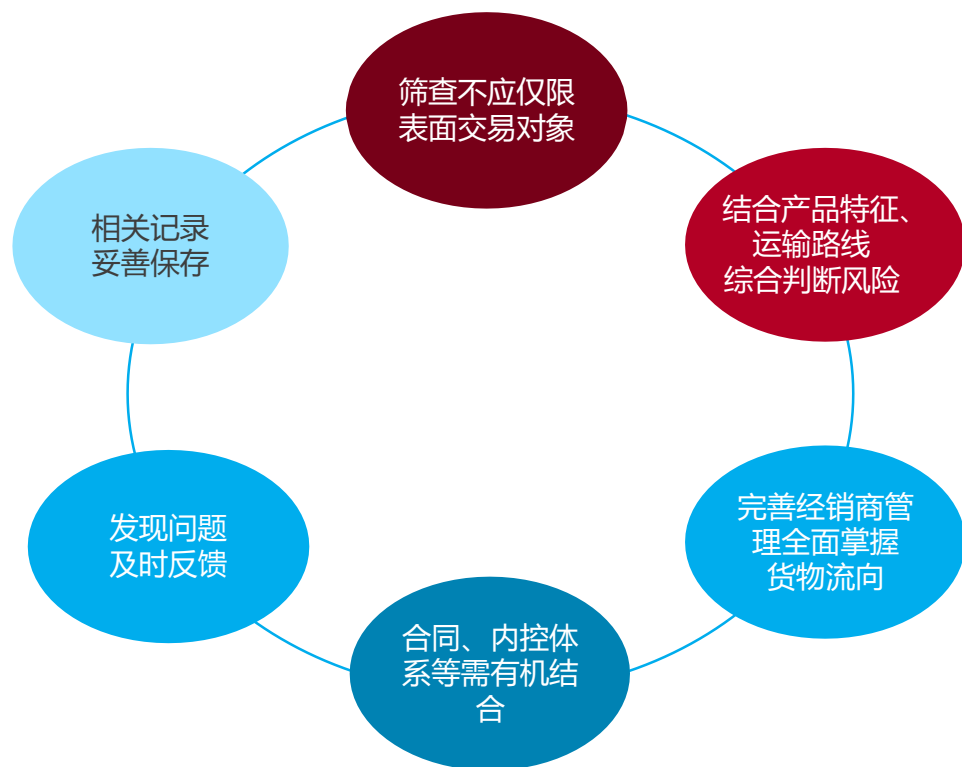 筛查不应仅限
表面交易对象
结合产品特征、
运输路线
综合判断风险
完善经销商管
理全面掌握
货物流向
合同、内控体
系等需有机结
合
发现问题
及时反馈
相关记录
妥善保存